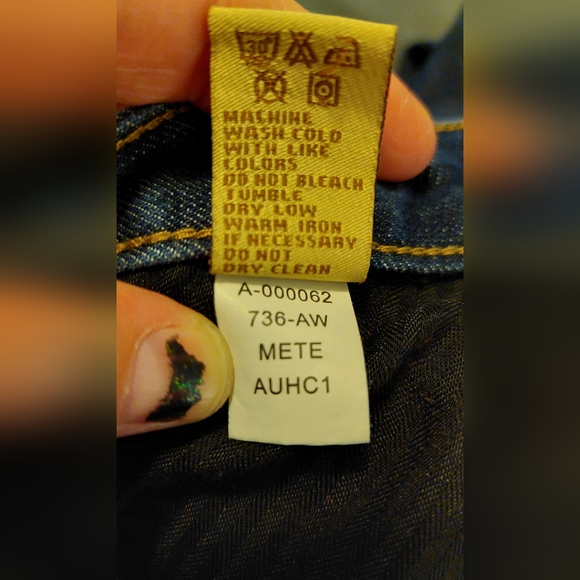 30
MACHINE
WASH COLD
WITH LIKE
COLORS
DO NOT BLEACH
TUMBLE
DRY LOW
WARM IRON
IF NECESSARY
DO NOT
DRY CLEAN
A-000062
736-AW
METE
AUHC1